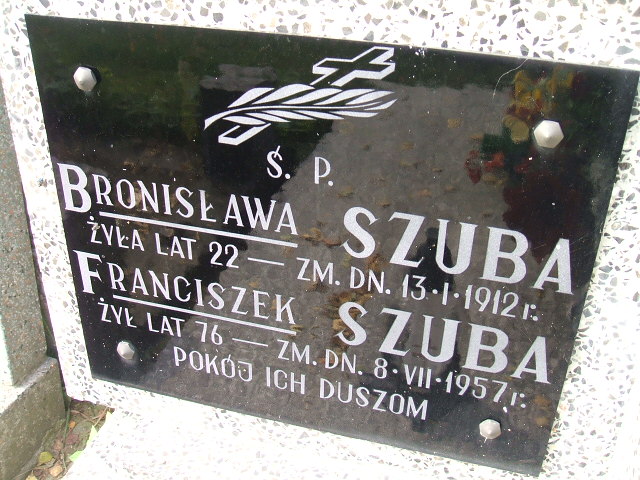 Ś. P.
BRONISŁAWA SZUBA
ŻYŁA LAT 22 — ZM. DN. 13·I·1912 r.
FRANCISZEK SZUBA
ŻYŁ LAT 76 — ZM. DN. 8·VII·1957 r.
POKÓJ ICH DUSZOM